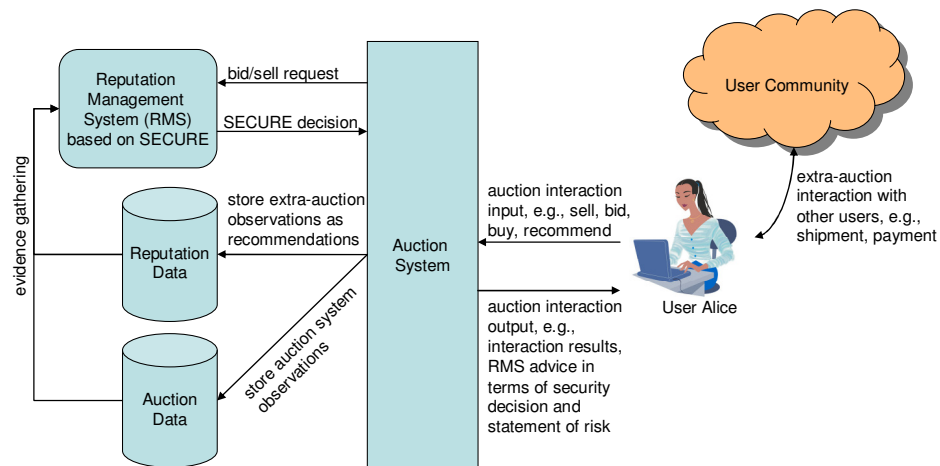 Reputation
Management
System (RMS)
based on SECURE
bid/sell request
SECURE decision
evidence gathering
store extra-auction
observations as
recommendations
Reputation
Data
store auction system
observations
Auction
Data
Auction
System
auction interaction
input, e.g., sell, bid,
buy, recommend
auction interaction
output, e.g.,
interaction results,
RMS advice in
terms of security
decision and
statement of risk
User Alice
User Community
extra-auction
interaction with
other users, e.g.,
shipment, payment